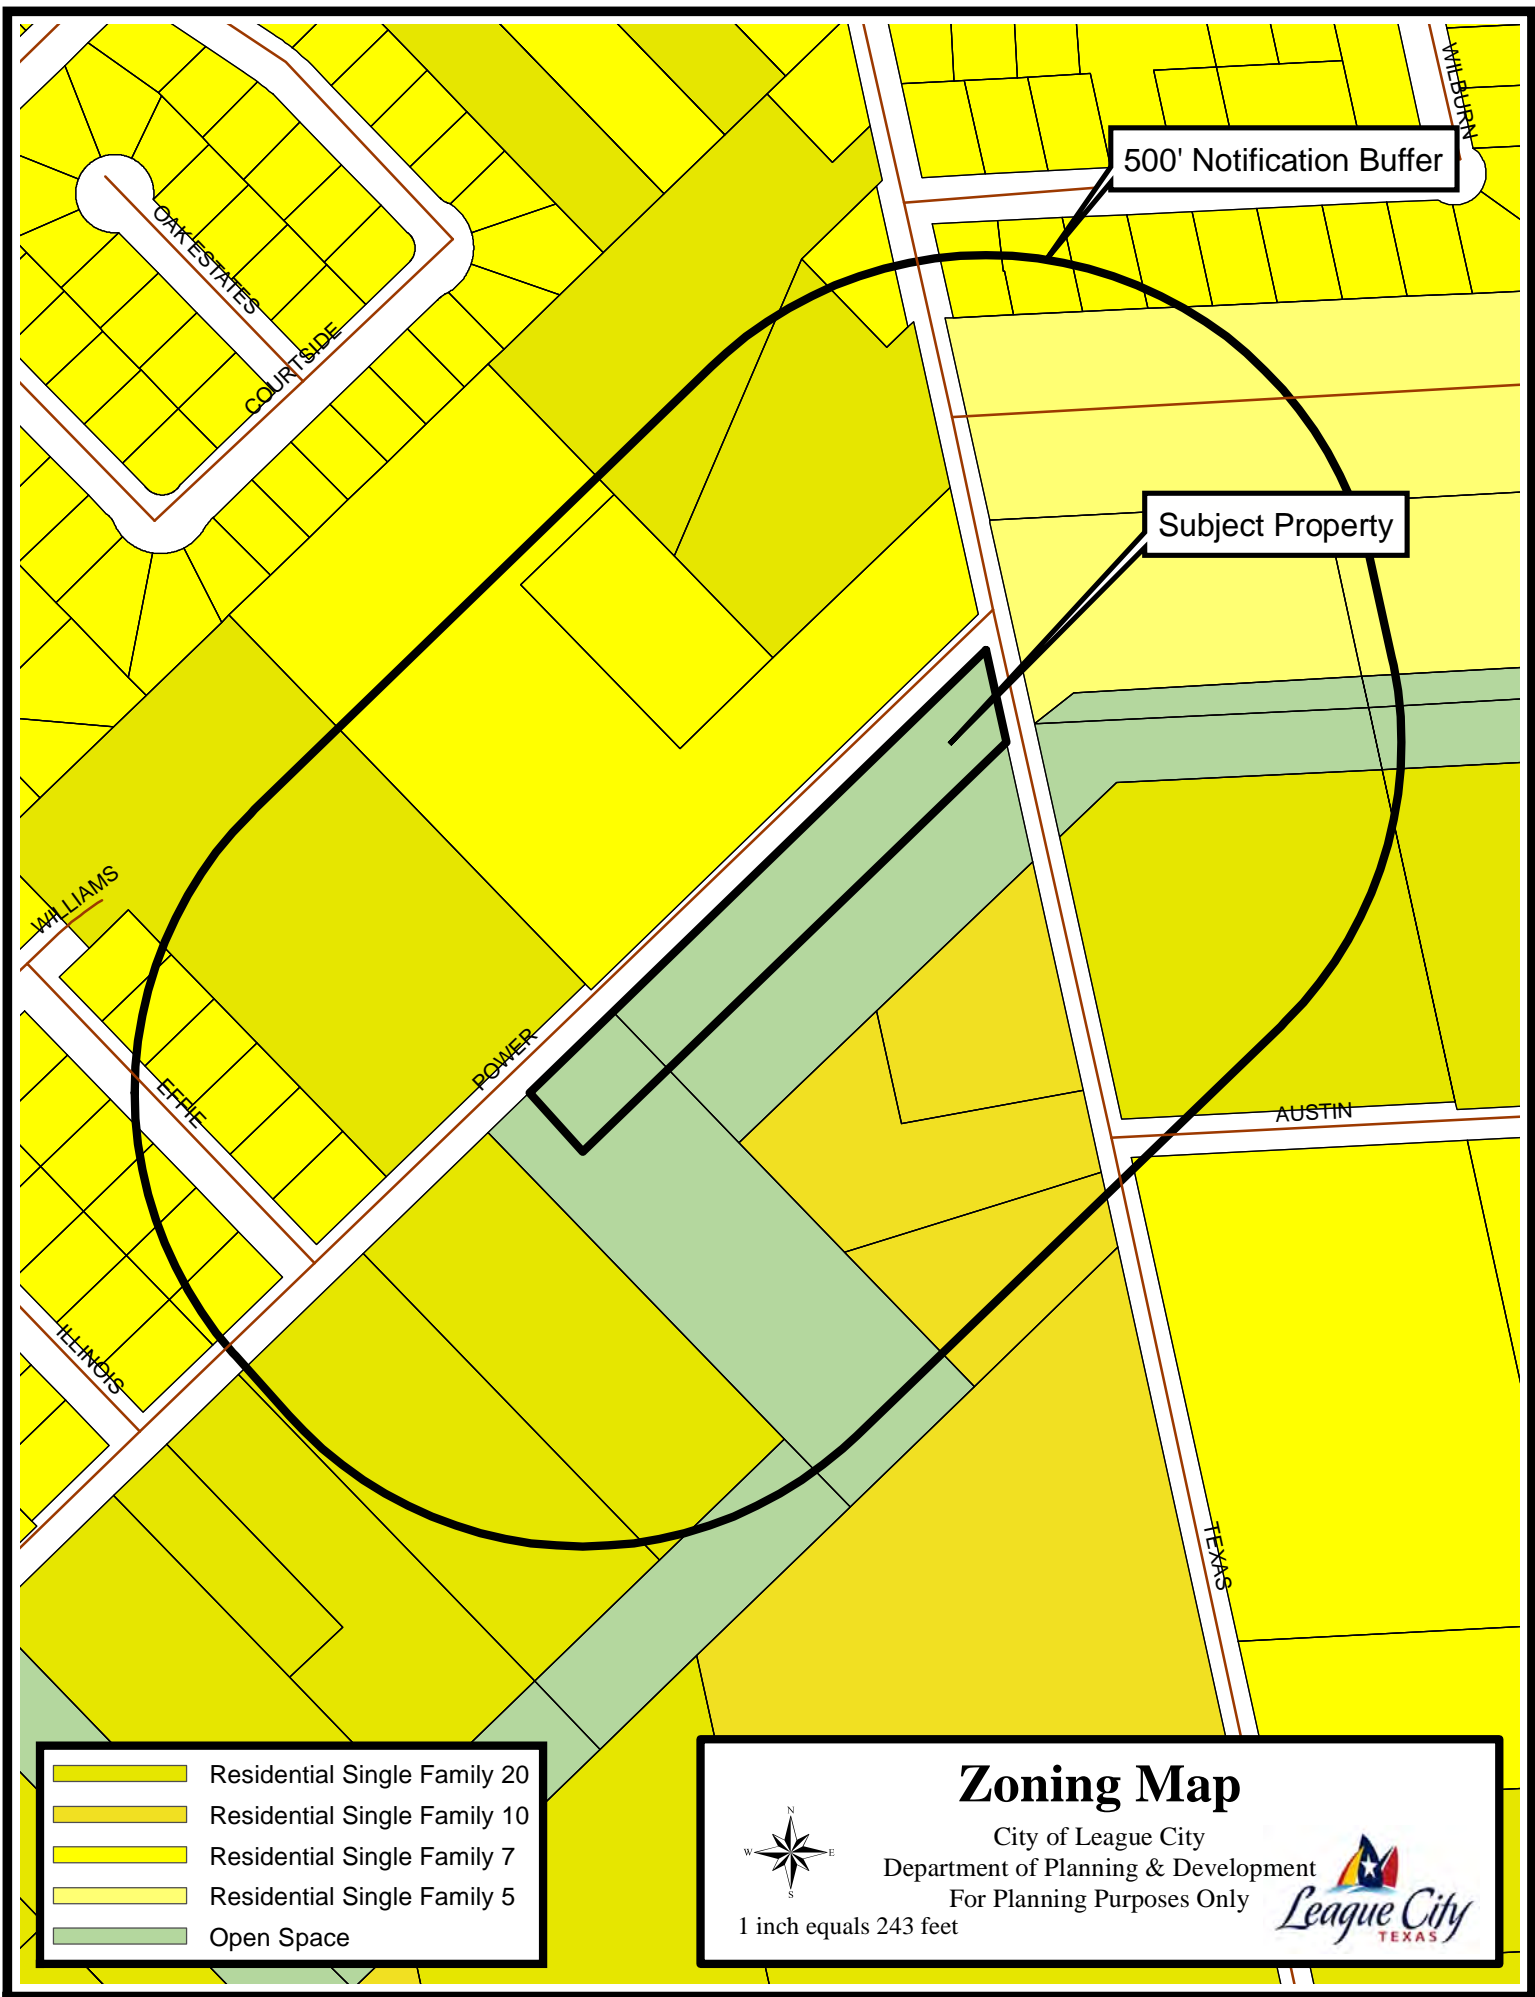 WILBURN
500' Notification Buffer
OAK ESTATES
COURTSIDE
Subject Property
WILLIAMS
POWER
EFFIE
AUSTIN
ILLINOIS
TEXAS
Residential Single Family 20
Residential Single Family 10
Residential Single Family 7
Residential Single Family 5
Open Space
Zoning Map
City of League City
Department of Planning & Development
For Planning Purposes Only
1 inch equals 243 feet
N
W E
S
League City
TEXAS